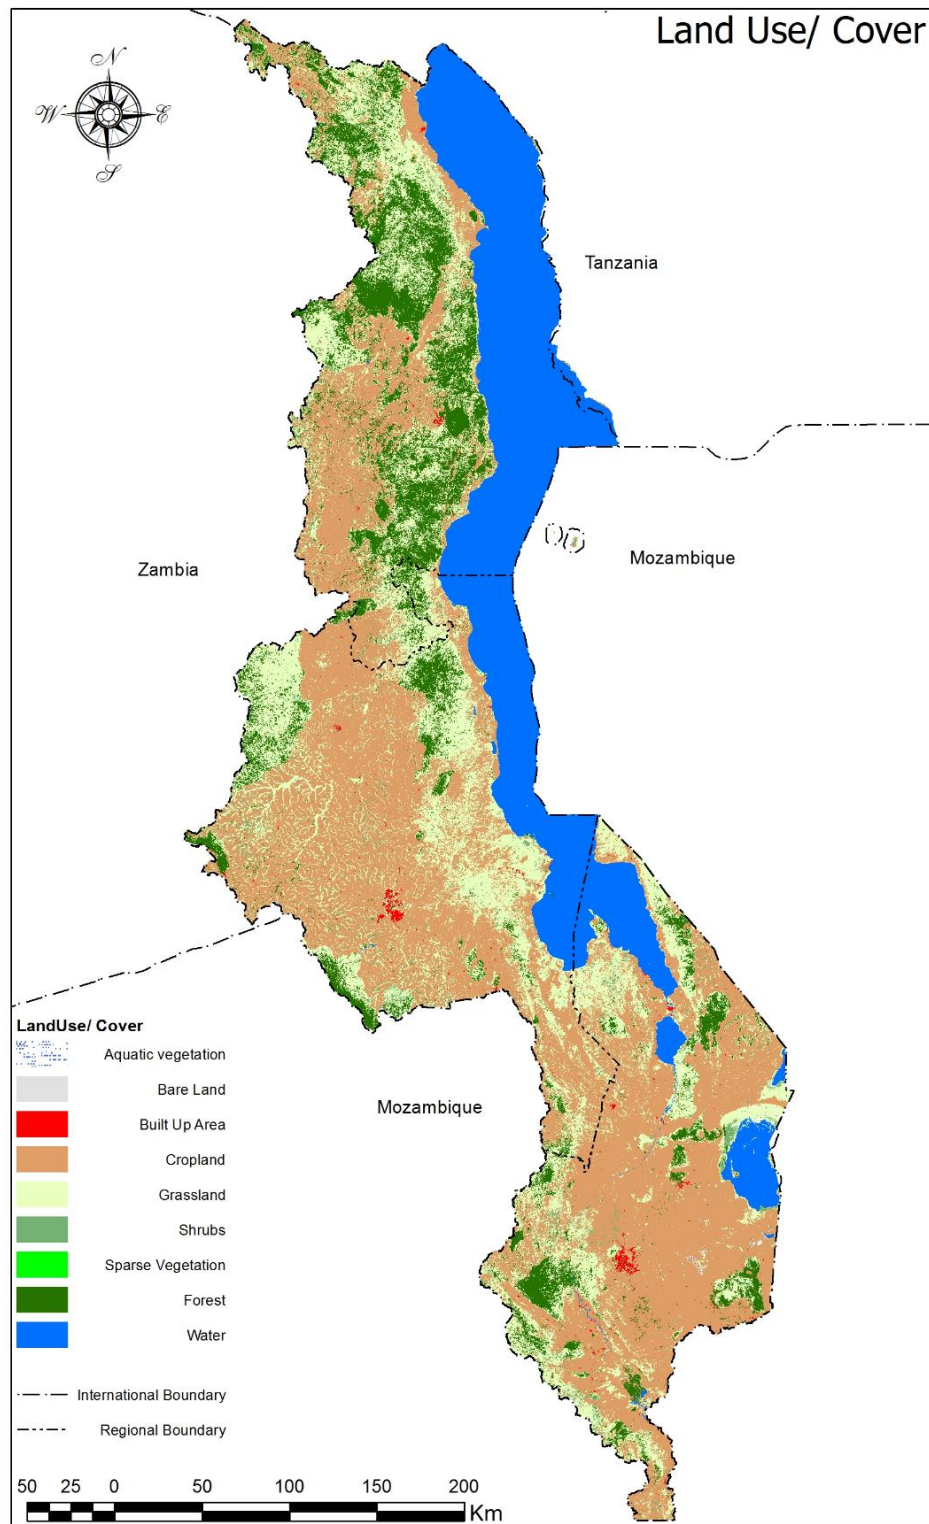 Land Use/ Cover
N
W
E
S
Tanzania
Mozambique
Zambia
Mozambique
LandUse/ Cover
Aquatic vegetation
Bare Land
Built Up Area
Cropland
Grassland
Shrubs
Sparse Vegetation
Forest
Water
International Boundary
Regional Boundary
50 25 0 50 100 150 200
Km